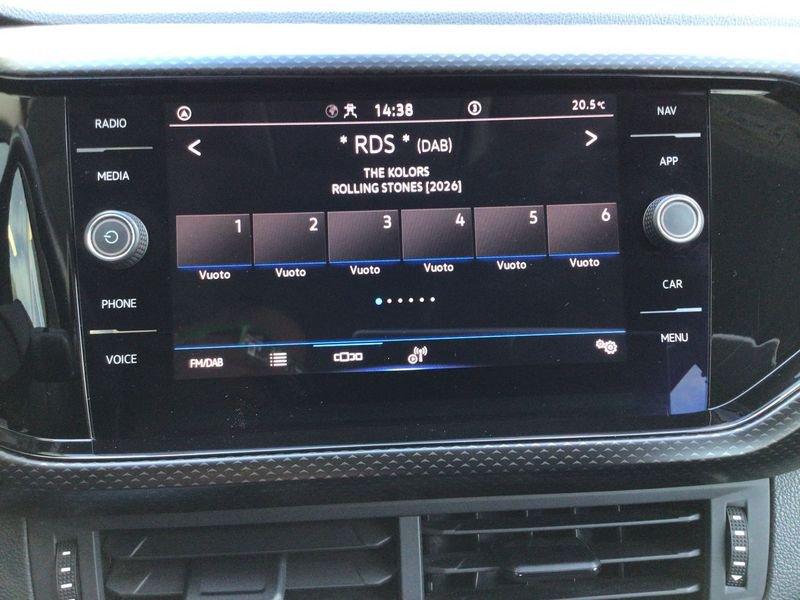 RADIO
MEDIA
PHONE
VOICE
14:38
20.5°C
< * RDS * (DAB) >
THE KOLORS
ROLLING STONES [2026]
1 2 3 4 5 6
Vuoto Vuoto Vuoto Vuoto Vuoto Vuoto
FM/DAB
NAV
APP
CAR
MENU